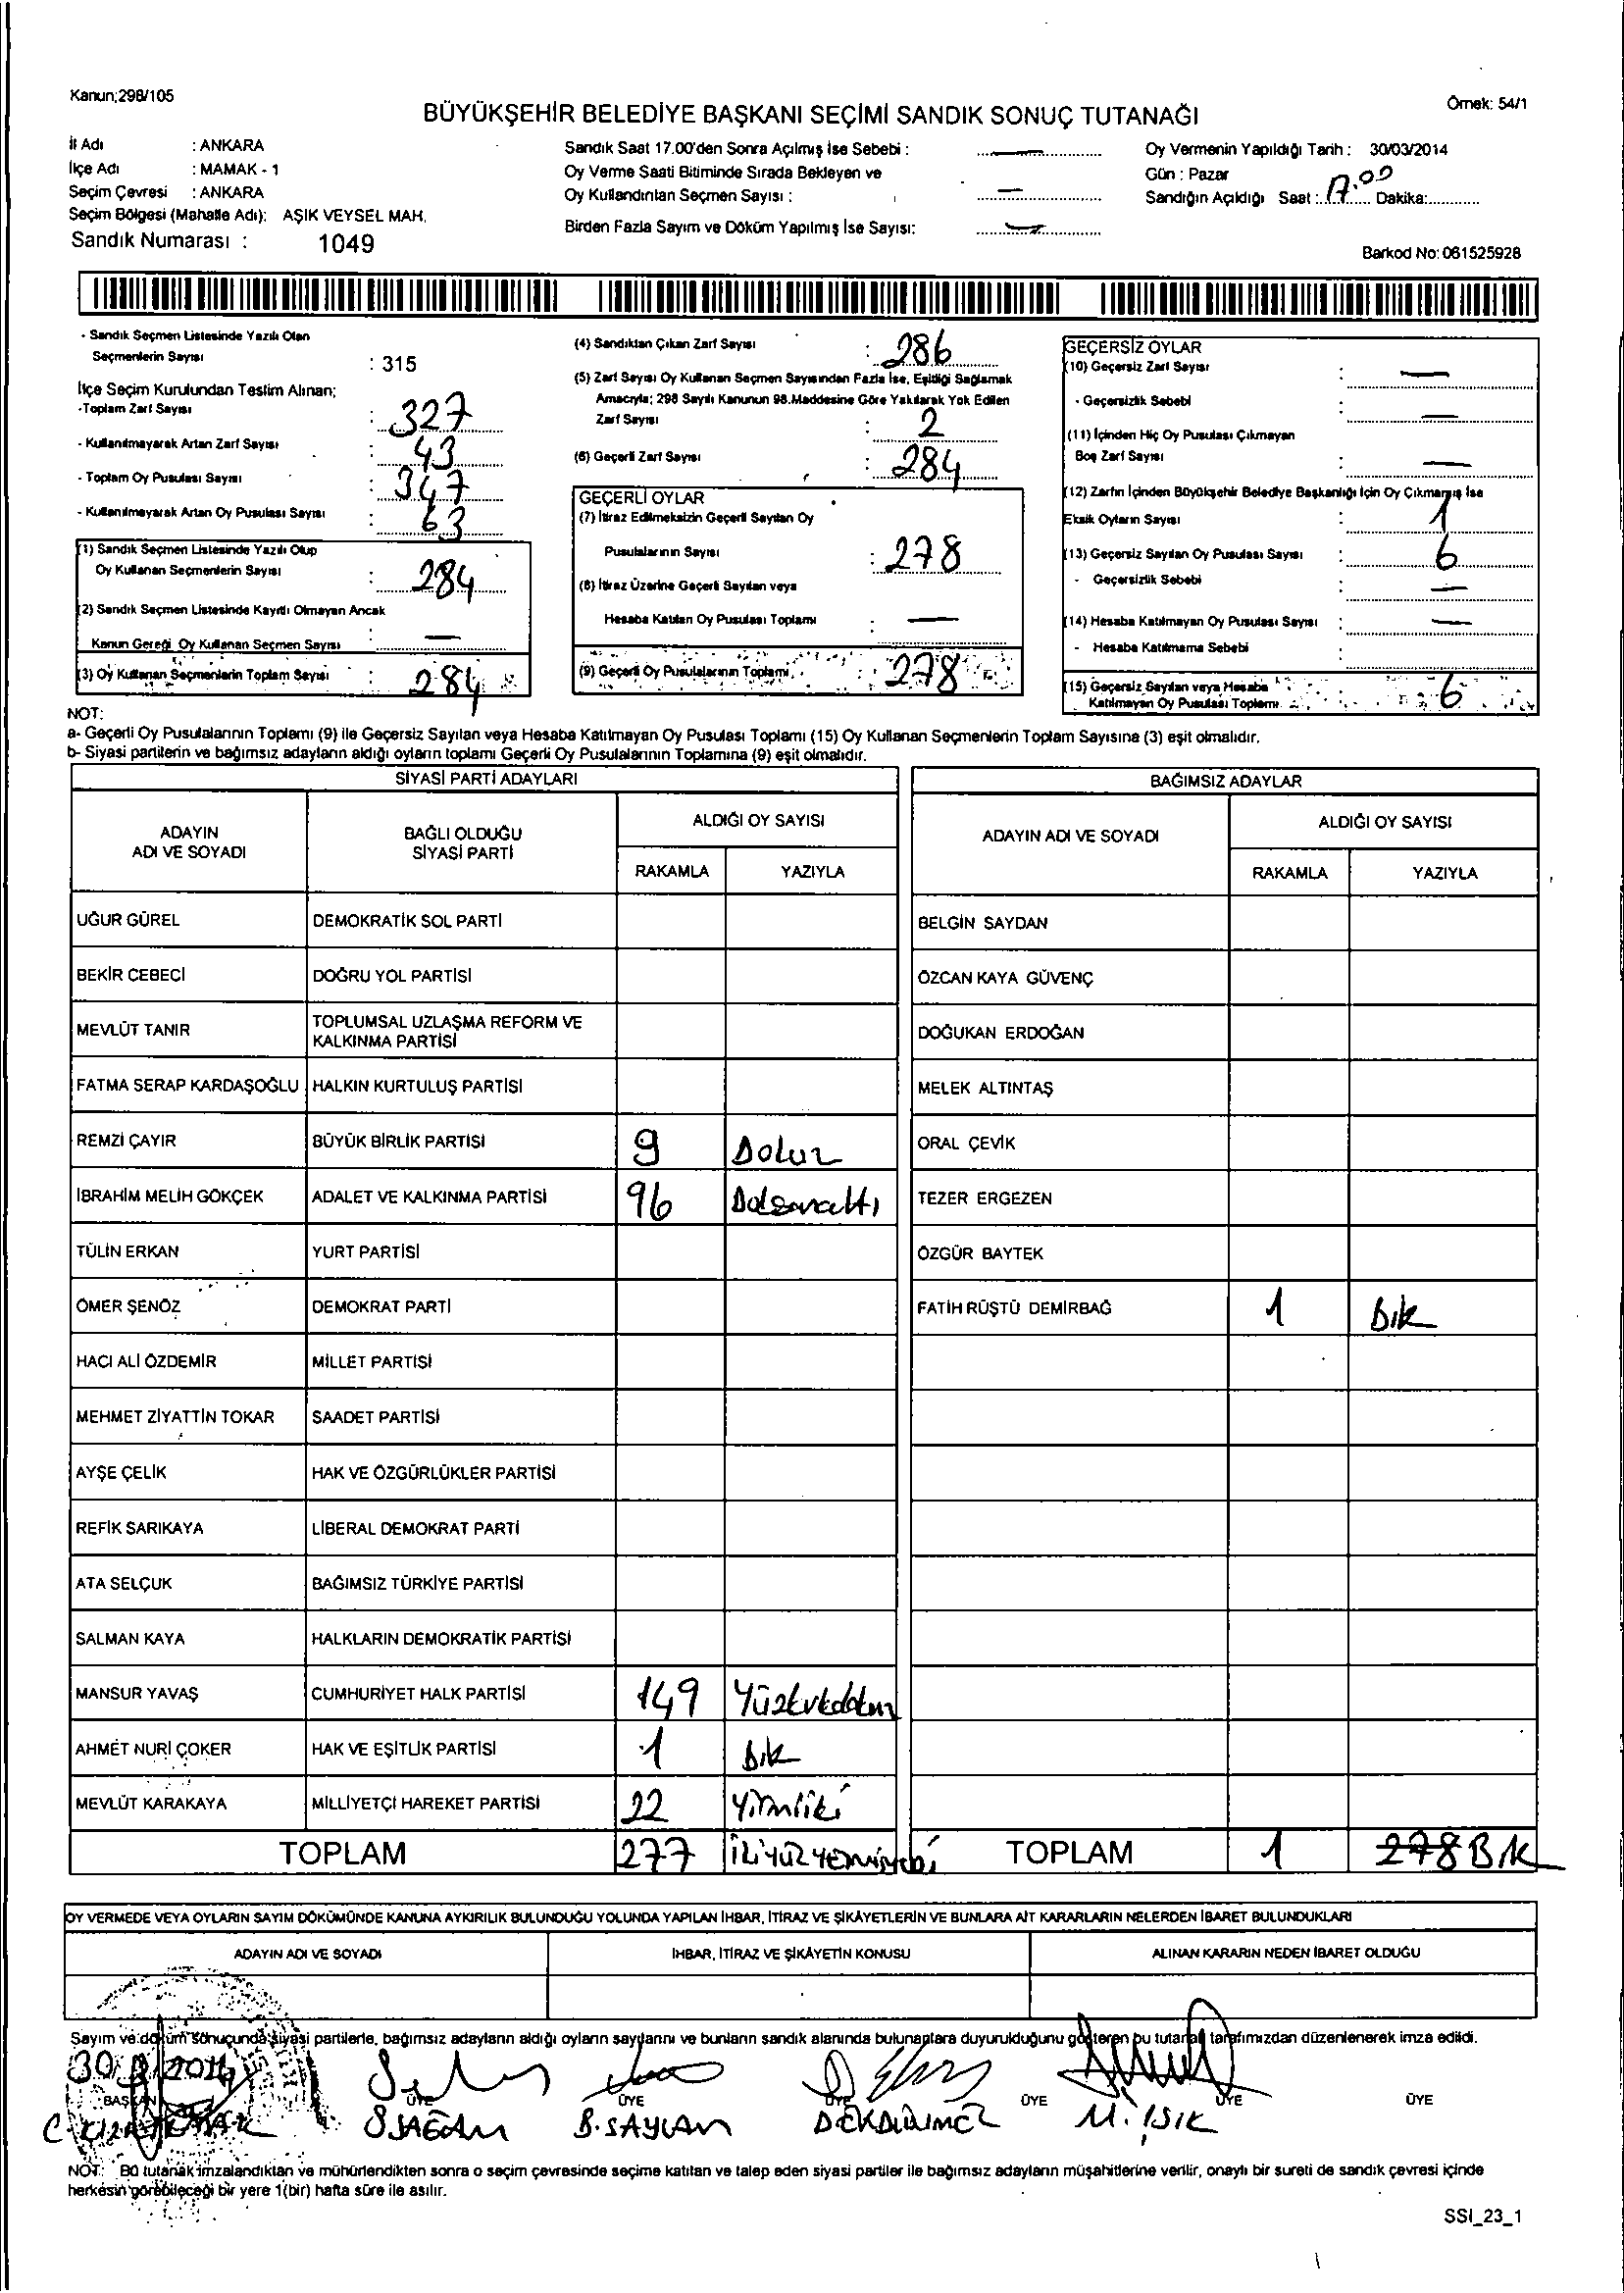 Kanun;298/105
Örnek: 54/1
BÜYÜKŞEHİR BELEDİYE BAŞKANI SEÇİMİ SANDIK SONUÇ TUTANAĞI
İl Adı : ANKARA
İlçe Adı : MAMAK - 1
Seçim Çevresi : ANKARA
Seçim Bölgesi (Mahalle Adı): AŞIK VEYSEL MAH.
Sandık Numarası : 1049
Sandık Saat 17.00'den Sonra Açılmış İse Sebebi :
Oy Verme Saati Bitiminde Sırada Bekleyen ve
Oy Kullandırılan Seçmen Sayısı :
Birden Fazla Sayım ve Döküm Yapılmış İse Sayısı:
Oy Vermenin Yapıldığı Tarih : 30/03/2014
Gün : Pazar
Sandığın Açıldığı Saat : 17.00 Dakika:
Barkod No: 061525928
- Sandık Seçmen Listesinde Yazılı Olan
Seçmenlerin Sayısı : 315
İlçe Seçim Kurulundan Teslim Alınan;
-Toplam Zarf Sayısı : 327
- Kullanılmayarak Artan Zarf Sayısı : 43
- Toplam Oy Pusulası Sayısı : 347
- Kullanılmayarak Artan Oy Pusulası Sayısı : 63
(1) Sandık Seçmen Listesinde Yazılı Olup
Oy Kullanan Seçmenlerin Sayısı : 284
(2) Sandık Seçmen Listesinde Kayıtlı Olmayan Ancak
Kanun Gereği Oy Kullanan Seçmen Sayısı : —
(3) Oy Kullanan Seçmenlerin Toplam Sayısı : 284
(4) Sandıktan Çıkan Zarf Sayısı : 286
(5) Zarf Sayısı Oy Kullanan Seçmen Sayısından Fazla İse, Eşitliği Sağlamak
Amacıyla; 298 Sayılı Kanunun 98.Maddesine Göre Yakılarak Yok Edilen
Zarf Sayısı : 2
(6) Geçerli Zarf Sayısı : 284
GEÇERLİ OYLAR
(7) İtiraz Edilmeksizin Geçerli Sayılan Oy
Pusulalarının Sayısı : 278
(8) İtiraz Üzerine Geçerli Sayılan veya
Hesaba Katılan Oy Pusulası Toplamı : —
(9) Geçerli Oy Pusulalarının Toplamı : 278
GEÇERSİZ OYLAR
(10) Geçersiz Zarf Sayısı : —
- Geçersizlik Sebebi : —
(11) İçinden Hiç Oy Pusulası Çıkmayan
Boş Zarf Sayısı : —
(12) Zarfın İçinden Büyükşehir Belediye Başkanlığı İçin Oy Çıkmamış İse
Eksik Oyların Sayısı : 1
(13) Geçersiz Sayılan Oy Pusulası Sayısı : 6
- Geçersizlik Sebebi : —
(14) Hesaba Katılmayan Oy Pusulası Sayısı : —
- Hesaba Katılmama Sebebi :
(15) Geçersiz Sayılan veya Hesaba
Katılmayan Oy Pusulası Toplamı : 6
NOT:
a- Geçerli Oy Pusulalarının Toplamı (9) ile Geçersiz Sayılan veya Hesaba Katılmayan Oy Pusulası Toplamı (15) Oy Kullanan Seçmenlerin Toplam Sayısına (3) eşit olmalıdır.
b- Siyasi partilerin ve bağımsız adayların aldığı oyların toplamı Geçerli Oy Pusulalarının Toplamına (9) eşit olmalıdır.
SİYASİ PARTİ ADAYLARI
ADAYIN ADI VE SOYADI BAĞLI OLDUĞU SİYASİ PARTİ ALDIĞI OY SAYISI
RAKAMLA YAZIYLA
UĞUR GÜREL DEMOKRATİK SOL PARTİ
BEKİR CEBECİ DOĞRU YOL PARTİSİ
MEVLÜT TANIR TOPLUMSAL UZLAŞMA REFORM VE KALKINMA PARTİSİ
FATMA SERAP KARDAŞOĞLU HALKIN KURTULUŞ PARTİSİ
REMZİ ÇAYIR BÜYÜK BİRLİK PARTİSİ 9
İBRAHİM MELİH GÖKÇEK ADALET VE KALKINMA PARTİSİ 96
TÜLİN ERKAN YURT PARTİSİ
ÖMER ŞENÖZ DEMOKRAT PARTİ
HACI ALİ ÖZDEMİR MİLLET PARTİSİ
MEHMET ZİYATTİN TOKAR SAADET PARTİSİ
AYŞE ÇELİK HAK VE ÖZGÜRLÜKLER PARTİSİ
REFİK SARIKAYA LİBERAL DEMOKRAT PARTİ
ATA SELÇUK BAĞIMSIZ TÜRKİYE PARTİSİ
SALMAN KAYA HALKLARIN DEMOKRATİK PARTİSİ
MANSUR YAVAŞ CUMHURİYET HALK PARTİSİ 149
AHMET NURİ ÇOKER HAK VE EŞİTLİK PARTİSİ 1
MEVLÜT KARAKAYA MİLLİYETÇİ HAREKET PARTİSİ 22
TOPLAM 277
BAĞIMSIZ ADAYLAR
ADAYIN ADI VE SOYADI ALDIĞI OY SAYISI
RAKAMLA YAZIYLA
BELGİN SAYDAN
ÖZCAN KAYA GÜVENÇ
DOĞUKAN ERDOĞAN
MELEK ALTINTAŞ
ORAL ÇEVİK
TEZER ERGEZEN
ÖZGÜR BAYTEK
FATİH RÜŞTÜ DEMİRBAĞ 1
TOPLAM 1 278
OY VERMEDE VEYA OYLARIN SAYIM DÖKÜMÜNDE KANUNA AYKIRILIK BULUNDUĞU YOLUNDA YAPILAN İHBAR, İTİRAZ VE ŞİKÂYETLERİN VE BUNLARA AİT KARARLARIN NELERDEN İBARET BULUNDUKLARI
ADAYIN ADI VE SOYADI İHBAR, İTİRAZ VE ŞİKÂYETİN KONUSU ALINAN KARARIN NEDEN İBARET OLDUĞU
Sayım ve döküm sonucunda siyasi partilerle, bağımsız adayların aldığı oyların sayılarını ve bunların sandık alanında bulunanlara duyurulduğunu gösteren bu tutanak tarafımızdan düzenlenerek imza edildi.
BAŞKAN ÜYE ÜYE ÜYE ÜYE ÜYE ÜYE
B. SAYLAN M. IŞIK
NOT: Bu tutanak imzalandıktan ve mühürlendikten sonra o seçim çevresinde seçime katılan ve talep eden siyasi partiler ile bağımsız adayların müşahitlerine verilir, onaylı bir sureti de sandık çevresi içinde
herkesin görebileceği bir yere 1(bir) hafta süre ile asılır.
SSI_23_1